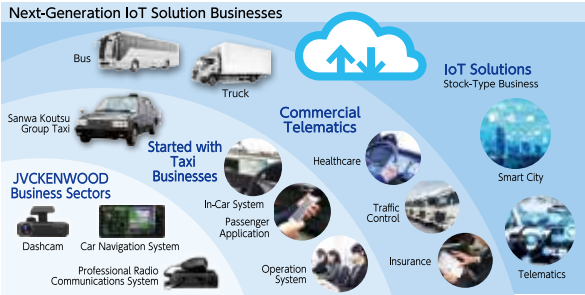 Next-Generation IoT Solution Businesses
Bus
Truck
IoT Solutions
Stock-Type Business
Sanwa Koutsu
Group Taxi
Commercial
Telematics
Started with
Taxi
Businesses
Healthcare
Smart City
JVCKENWOOD
Business Sectors
In-Car System
Passenger
Application
Traffic
Control
Dashcam
Car Navigation System
Professional Radio
Communications System
Operation
System
Insurance
Telematics